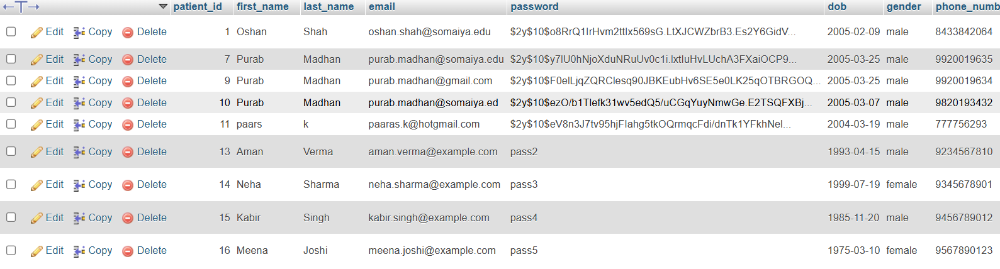 patient_id first_name last_name email password dob gender phone_numb
Edit Copy Delete 1 Oshan Shah oshan.shah@somaiya.edu $2y$10$o8RrQ1IrHvm2ttlx569sG.LtXJCWZbrB3.Es2Y6GidV... 2005-02-09 male 8433842064
Edit Copy Delete 7 Purab Madhan purab.madhan@somaiya.edu $2y$10$y7lU0hNjoXduNRuUv0c1i.lxtluHvLUchA3FXaiOCP9... 2005-03-25 male 9920019635
Edit Copy Delete 9 Purab Madhan purab.madhan@gmail.com $2y$10$F0elLjqZQRClesq90JBKEubHv6SE5e0LK25qOTBRGOQ... 2005-03-25 male 9920019634
Edit Copy Delete 10 Purab Madhan purab.madhan@somaiya.ed $2y$10$ezO/b1Tlefk31wv5edQ5/uCGqYuyNmwGe.E2TSQFXBj... 2005-03-07 male 9820193432
Edit Copy Delete 11 paars k paaras.k@hotgmail.com $2y$10$eV8n3J7tv95hjFlahg5tkOQrmqcFdi/dnTk1YFkhNel... 2004-03-19 male 777756293
Edit Copy Delete 13 Aman Verma aman.verma@example.com pass2 1993-04-15 male 9234567810
Edit Copy Delete 14 Neha Sharma neha.sharma@example.com pass3 1999-07-19 female 9345678901
Edit Copy Delete 15 Kabir Singh kabir.singh@example.com pass4 1985-11-20 male 9456789012
Edit Copy Delete 16 Meena Joshi meena.joshi@example.com pass5 1975-03-10 female 9567890123